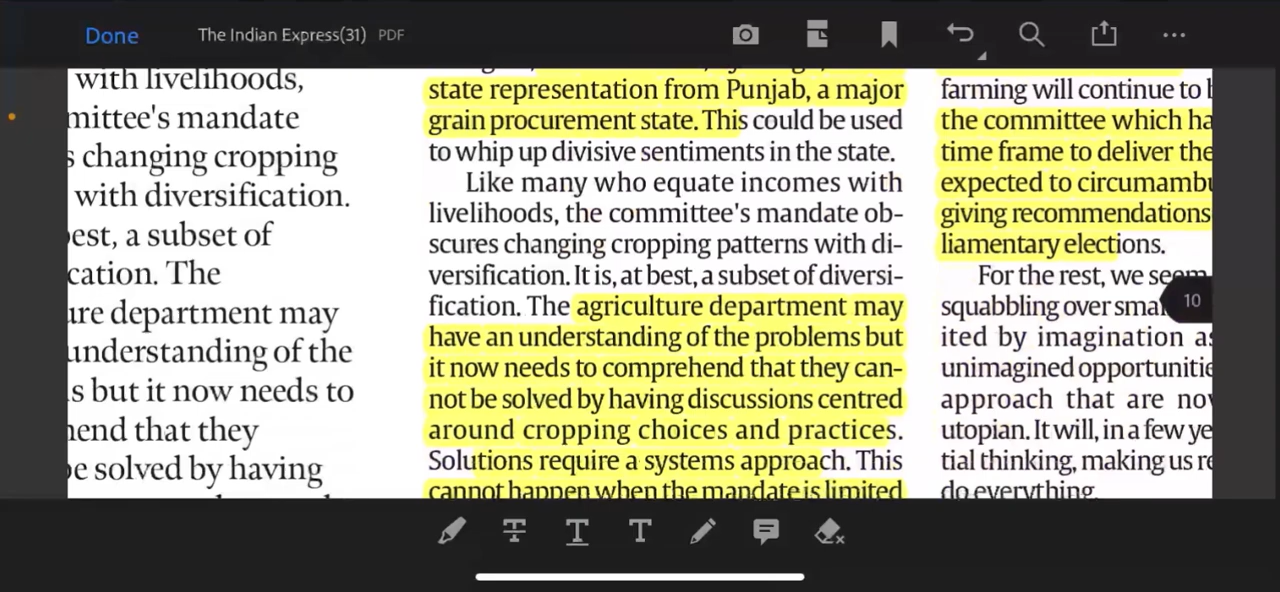 Done
The Indian Express(31) PDF
with livelihoods,
mittee's mandate
s changing cropping
with diversification.
est, a subset of
cation. The
ure department may
understanding of the
s but it now needs to
hend that they
be solved by having
state representation from Punjab, a major
grain procurement state. This could be used
to whip up divisive sentiments in the state.
Like many who equate incomes with
livelihoods, the committee's mandate ob-
scures changing cropping patterns with di-
versification. It is, at best, a subset of diversi-
fication. The agriculture department may
have an understanding of the problems but
it now needs to comprehend that they can-
not be solved by having discussions centred
around cropping choices and practices.
Solutions require a systems approach. This
cannot happen when the mandate is limited
farming will continue to
the committee which ha
time frame to deliver the
expected to circumambu
giving recommendations
liamentary elections.
For the rest, we seem
squabbling over sma
ited by imagination as
unimagined opportunitie
approach that are nov
utopian. It will, in a few ye
tial thinking, making us re
do everything.
10